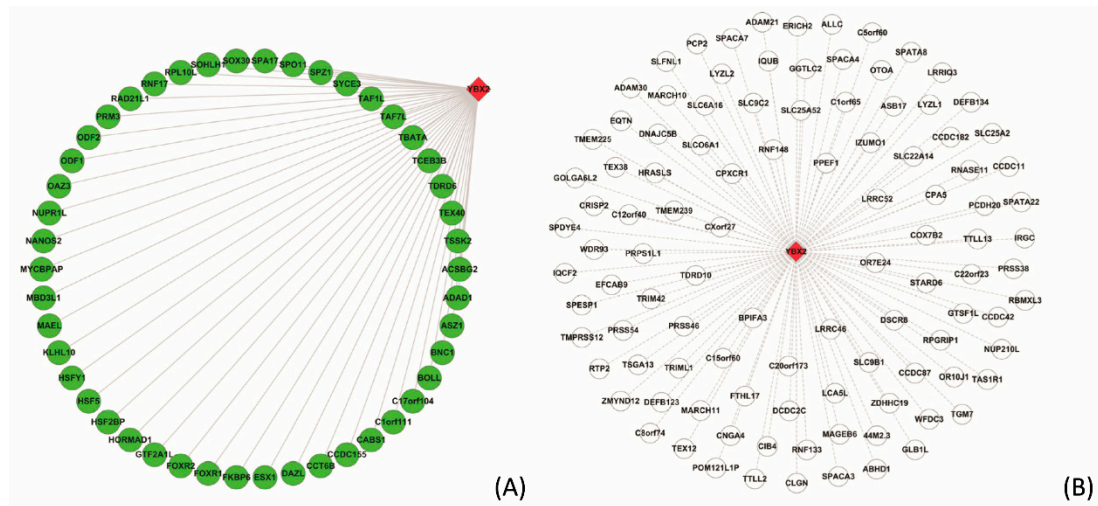 SPO11
SPA17
SOX30
SOHLH1
RPL10L
RNF17
RAD21L1
PRM3
ODF2
ODF1
OAZ3
NUPR1L
NANOS2
MYCBPAP
MBD3L1
MAEL
KLHL10
HSFY1
HSF5
HSF2BP
HORMAD1
GTF2A1L
FOXR2
FOXR1
FKBP6
ESX1
DAZL
CCT6B
CCDC155
CABS1
C1orf111
C17orf104
BOLL
BNC1
ASZ1
ADAD1
ACSBG2
TSSK2
TEX40
TDRD6
TCEB3B
TBATA
TAF7L
TAF1L
SYCE3
SPZ1
YBX2
(A)
ADAM21
ERICH2
ALLC
C5orf60
SPACA7
PCP2
SLFNL1
IQUB
GGTLC2
SPACA4
OTOA
SPATA8
LRRIQ3
ADAM30
MARCH10
LYZL2
SLC6A16
SLC9C2
SLC25A52
C1orf65
ASB17
LYZL1
DEFB134
EQTN
DNAJC5B
SLCO6A1
RNF148
PPEF1
IZUMO1
CCDC182
SLC25A2
TMEM225
TEX38
HRASLS
CPXCR1
SLC22A14
RNASE11
CCDC11
GOLGA6L2
CRISP2
C12orf40
TMEM239
LRRC52
CPA5
PCDH20
SPATA22
SPDYE4
WDR93
PRPS1L1
CXorf27
COX7B2
TTLL13
IRGC
YBX2
IQCF2
EFCAB9
TDRD10
OR7E24
C22orf23
PRSS38
SPESP1
TRIM42
STARD6
RBMXL3
TMPRSS12
PRSS54
PRSS46
BPIFA3
LRRC46
DSCR8
GTSF1L
CCDC42
RPGRIP1
NUP210L
RTP2
TSGA13
TRIML1
C15orf60
C20orf173
SLC9B1
CCDC87
OR10J1
TAS1R1
ZMYND12
DEFB123
MARCH11
FTHL17
DCDC2C
LCA5L
ZDHHC19
WFDC3
TGM7
C8orf74
TEX12
CNGA4
CIB4
RNF133
MAGEB6
44M2.3
GLB1L
POM121L1P
TTLL2
CLGN
SPACA3
ABHD1
(B)